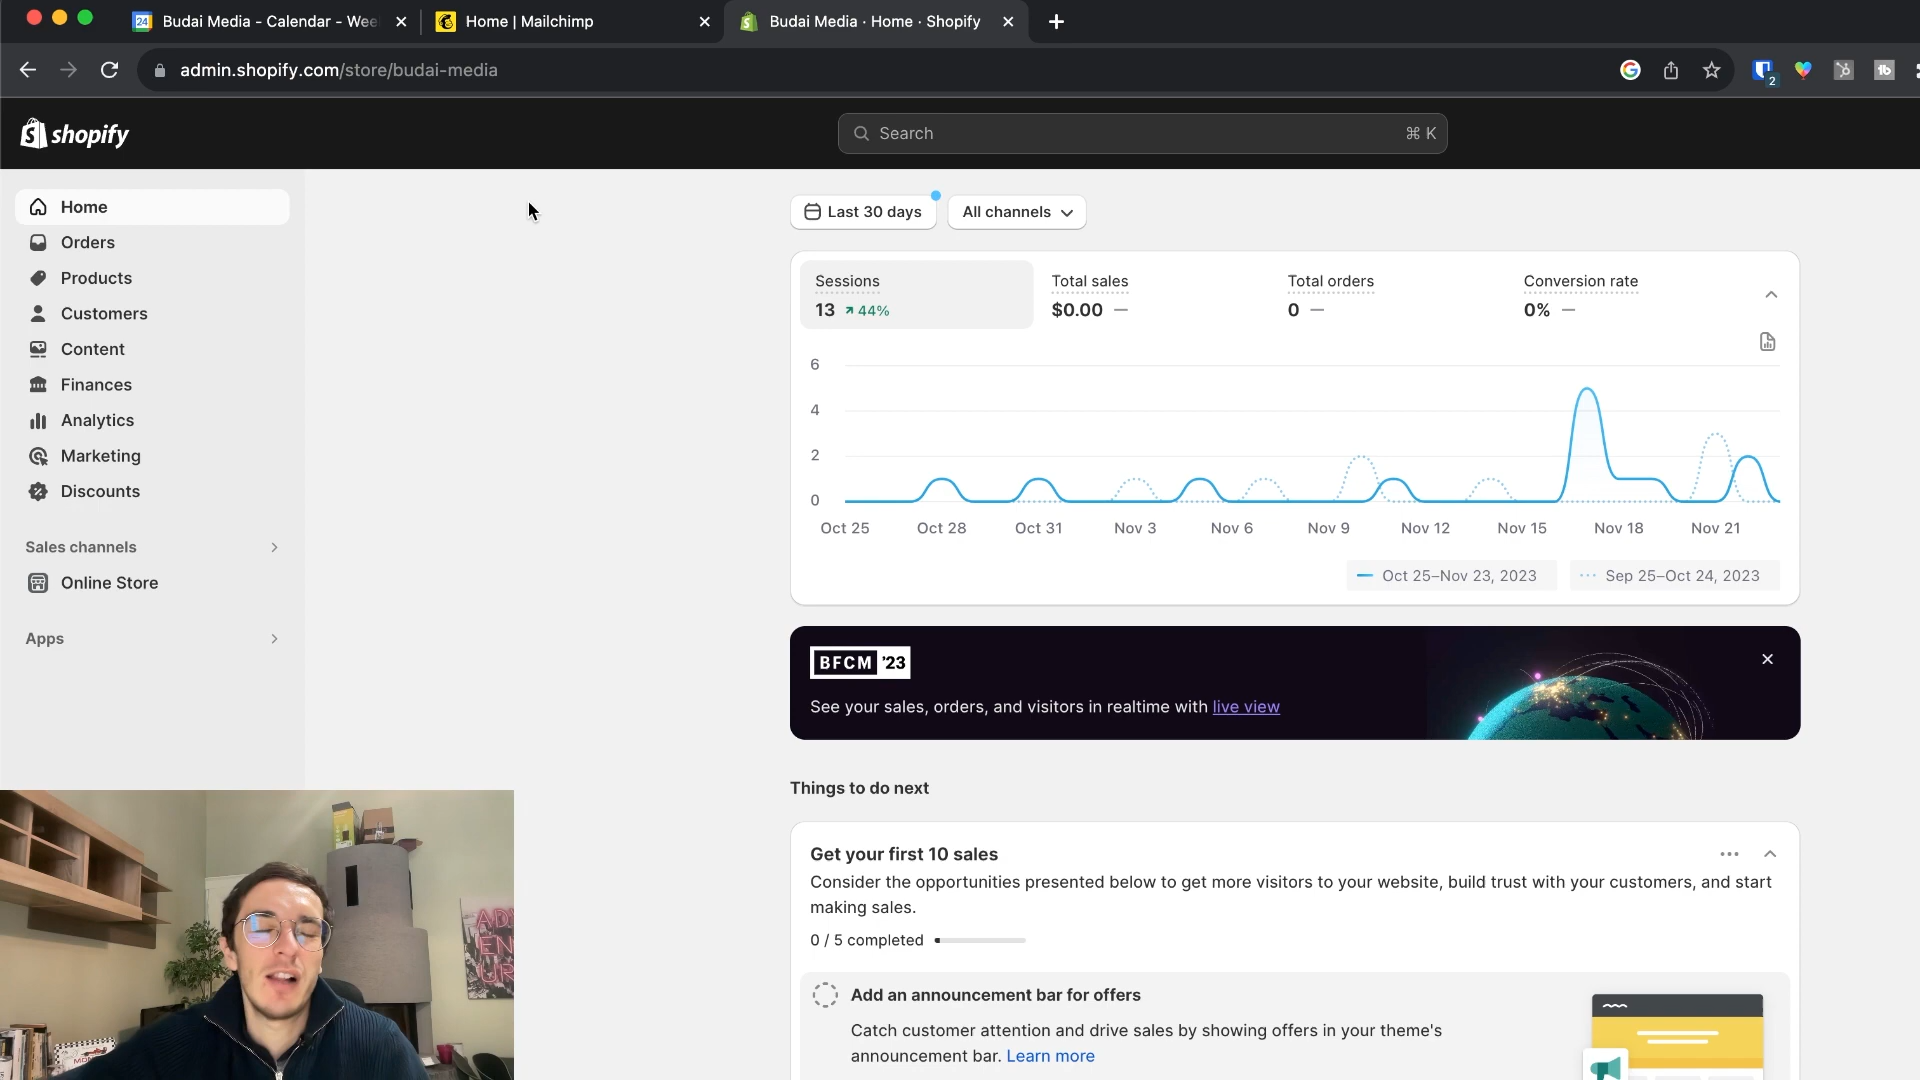 Budai Media - Calendar - Wee
Home | Mailchimp
Budai Media · Home · Shopify
admin.shopify.com/store/budai-media
2
shopify
Search
⌘ K
Home
Orders
Products
Customers
Content
Finances
Analytics
Marketing
Discounts
Sales channels
Online Store
Apps
Last 30 days
All channels
Sessions
13 44%
Total sales
$0.00 —
Total orders
0 —
Conversion rate
0% —
6
4
2
0
Oct 25 Oct 28 Oct 31 Nov 3 Nov 6 Nov 9 Nov 12 Nov 15 Nov 18 Nov 21
Oct 25–Nov 23, 2023
Sep 25–Oct 24, 2023
BFCM '23
See your sales, orders, and visitors in realtime with live view
Things to do next
Get your first 10 sales
Consider the opportunities presented below to get more visitors to your website, build trust with your customers, and start
making sales.
0 / 5 completed
Add an announcement bar for offers
Catch customer attention and drive sales by showing offers in your theme's
announcement bar. Learn more